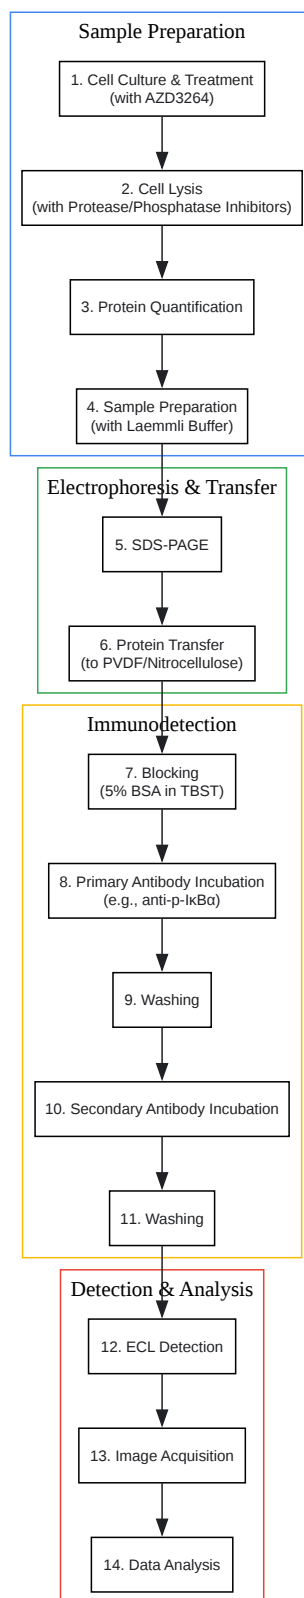 Sample Preparation
1. Cell Culture & Treatment
(with AZD3264)
2. Cell Lysis
(with Protease/Phosphatase Inhibitors)
3. Protein Quantification
4. Sample Preparation
(with Laemmli Buffer)
Electrophoresis & Transfer
5. SDS-PAGE
6. Protein Transfer
(to PVDF/Nitrocellulose)
Immunodetection
7. Blocking
(5% BSA in TBST)
8. Primary Antibody Incubation
(e.g., anti-p-IκBα)
9. Washing
10. Secondary Antibody Incubation
11. Washing
Detection & Analysis
12. ECL Detection
13. Image Acquisition
14. Data Analysis